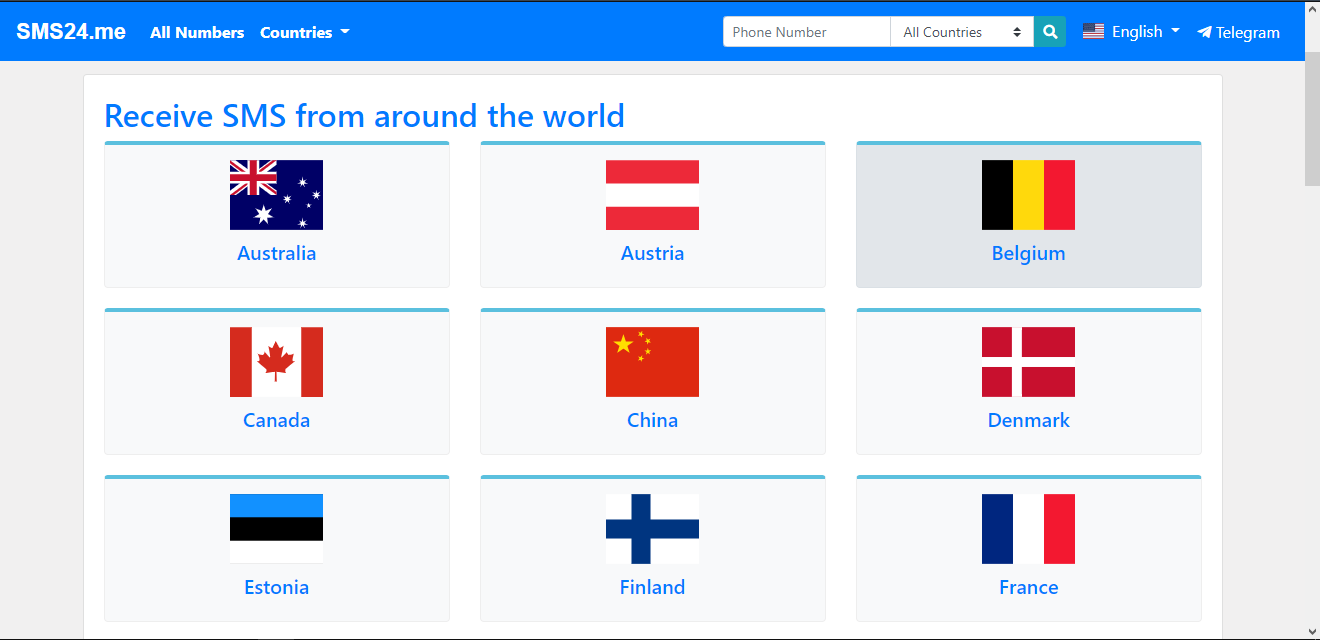 SMS24.me All Numbers Countries Phone Number All Countries English Telegram
Receive SMS from around the world
Australia Austria Belgium
Canada China Denmark
Estonia Finland France